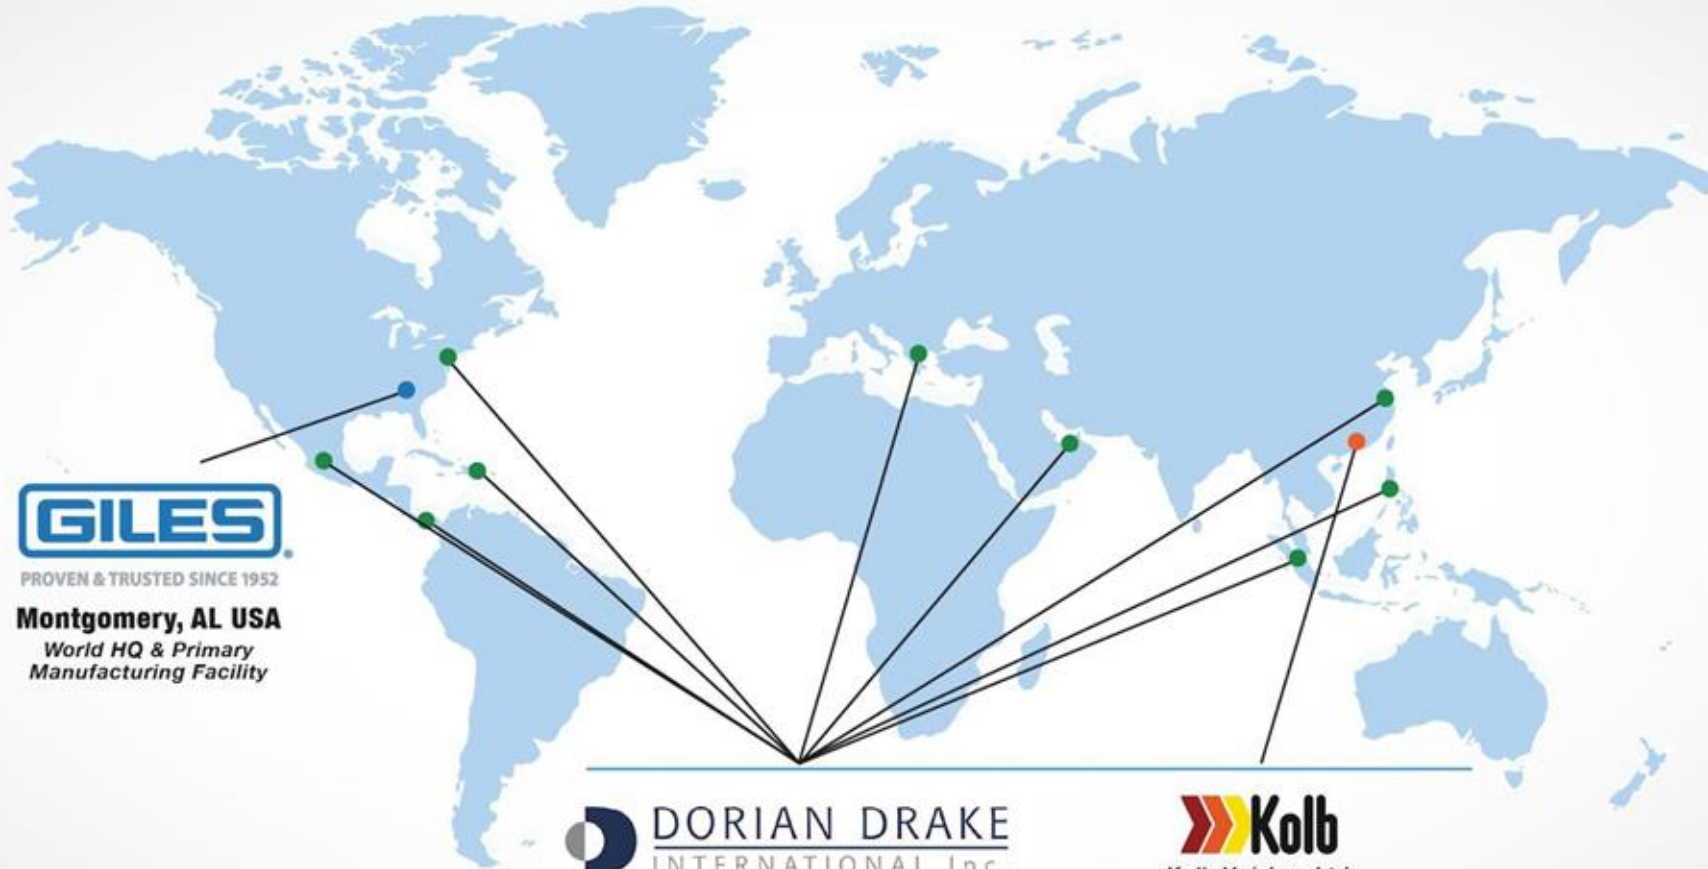 GILES
PROVEN & TRUSTED SINCE 1952
Montgomery, AL USA
World HQ & Primary
Manufacturing Facility
DORIAN DRAKE
INTERNATIONAL Inc.
Kolb